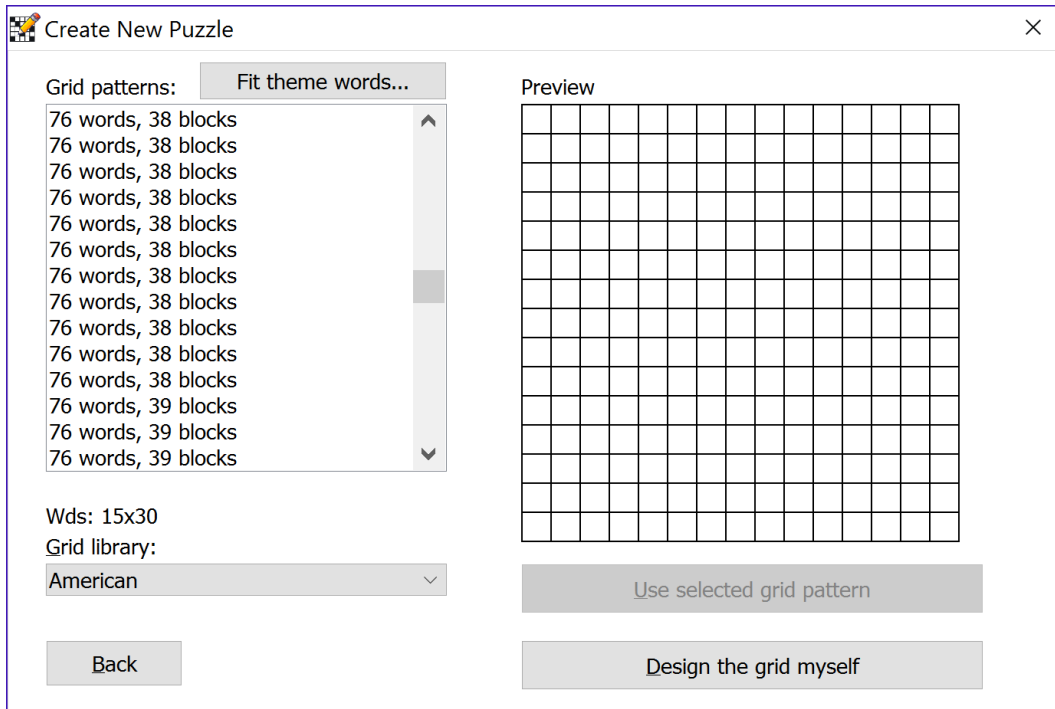 Create New Puzzle
Grid patterns:
Fit theme words...
76 words, 38 blocks
76 words, 38 blocks
76 words, 38 blocks
76 words, 38 blocks
76 words, 38 blocks
76 words, 38 blocks
76 words, 38 blocks
76 words, 38 blocks
76 words, 38 blocks
76 words, 38 blocks
76 words, 38 blocks
76 words, 39 blocks
76 words, 39 blocks
76 words, 39 blocks
Wds: 15x30
Grid library:
American
Back
Preview
Use selected grid pattern
Design the grid myself